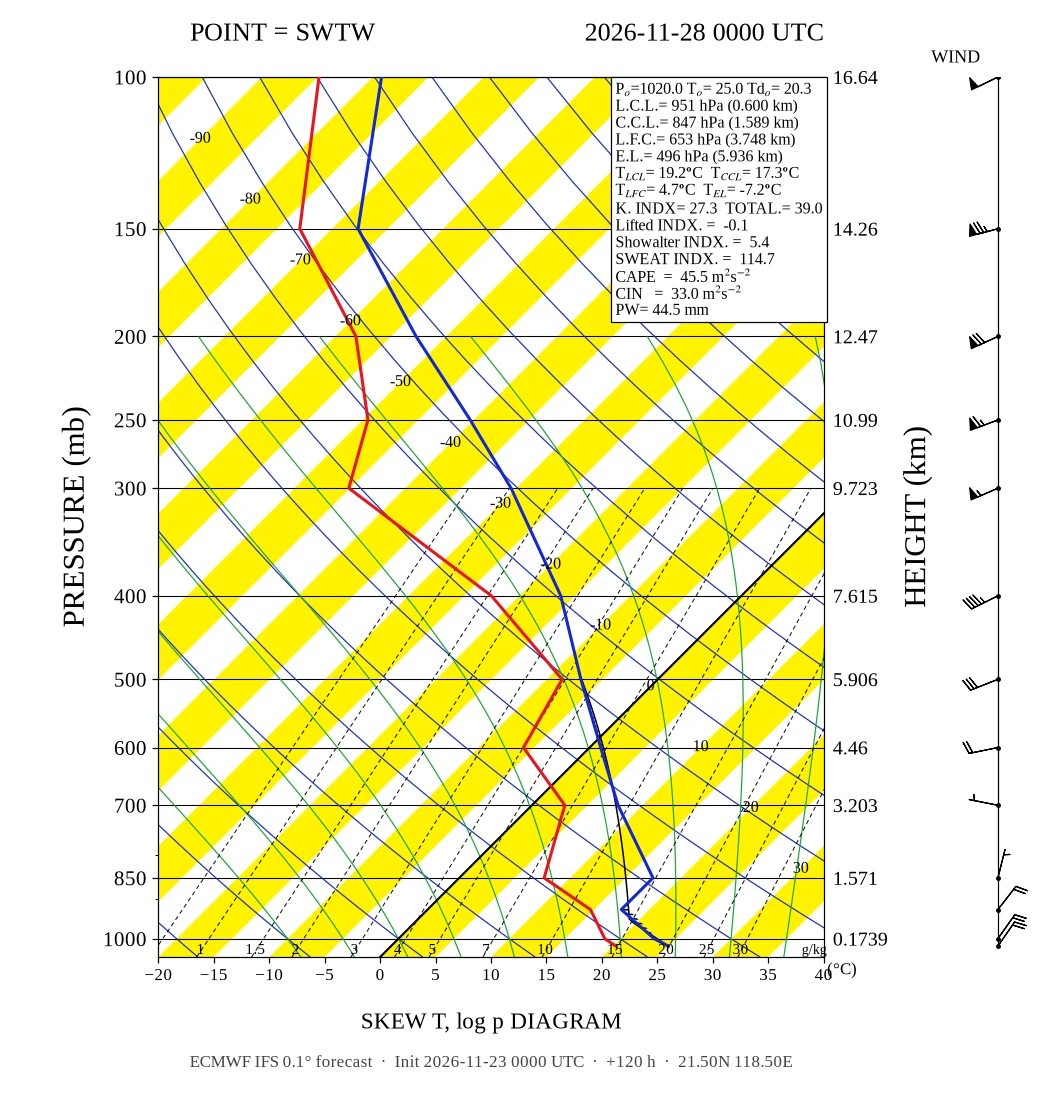 POINT = SWTW 2026-11-28 0000 UTC
WIND
Pₒ=1020.0 Tₒ= 25.0 Tdₒ= 20.3
L.C.L.= 951 hPa (0.600 km)
C.C.L.= 847 hPa (1.589 km)
L.F.C.= 653 hPa (3.748 km)
E.L.= 496 hPa (5.936 km)
T_LCL= 19.2°C T_CCL= 17.3°C
T_LFC= 4.7°C T_EL= -7.2°C
K. INDX= 27.3 TOTAL.= 39.0
Lifted INDX. = -0.1
Showalter INDX. = 5.4
SWEAT INDX. = 114.7
CAPE = 45.5 m²s⁻²
CIN = 33.0 m²s⁻²
PW= 44.5 mm
100 16.64
-90
-80
150 14.26
-70
-60
200 12.47
-50
250 10.99
-40
300 9.723
-30
-20
400 7.615
-10
500 5.906
0
600 4.46
10
700 3.203
20
850 1.571
30
1000 0.1739
PRESSURE (mb)
HEIGHT (km)
1 1.5 2 3 4 5 7 10 15 20 25 30 g/kg
−20 −15 −10 −5 0 5 10 15 20 25 30 35 40 (°C)
SKEW T, log p DIAGRAM
ECMWF IFS 0.1° forecast · Init 2026-11-23 0000 UTC · +120 h · 21.50N 118.50E